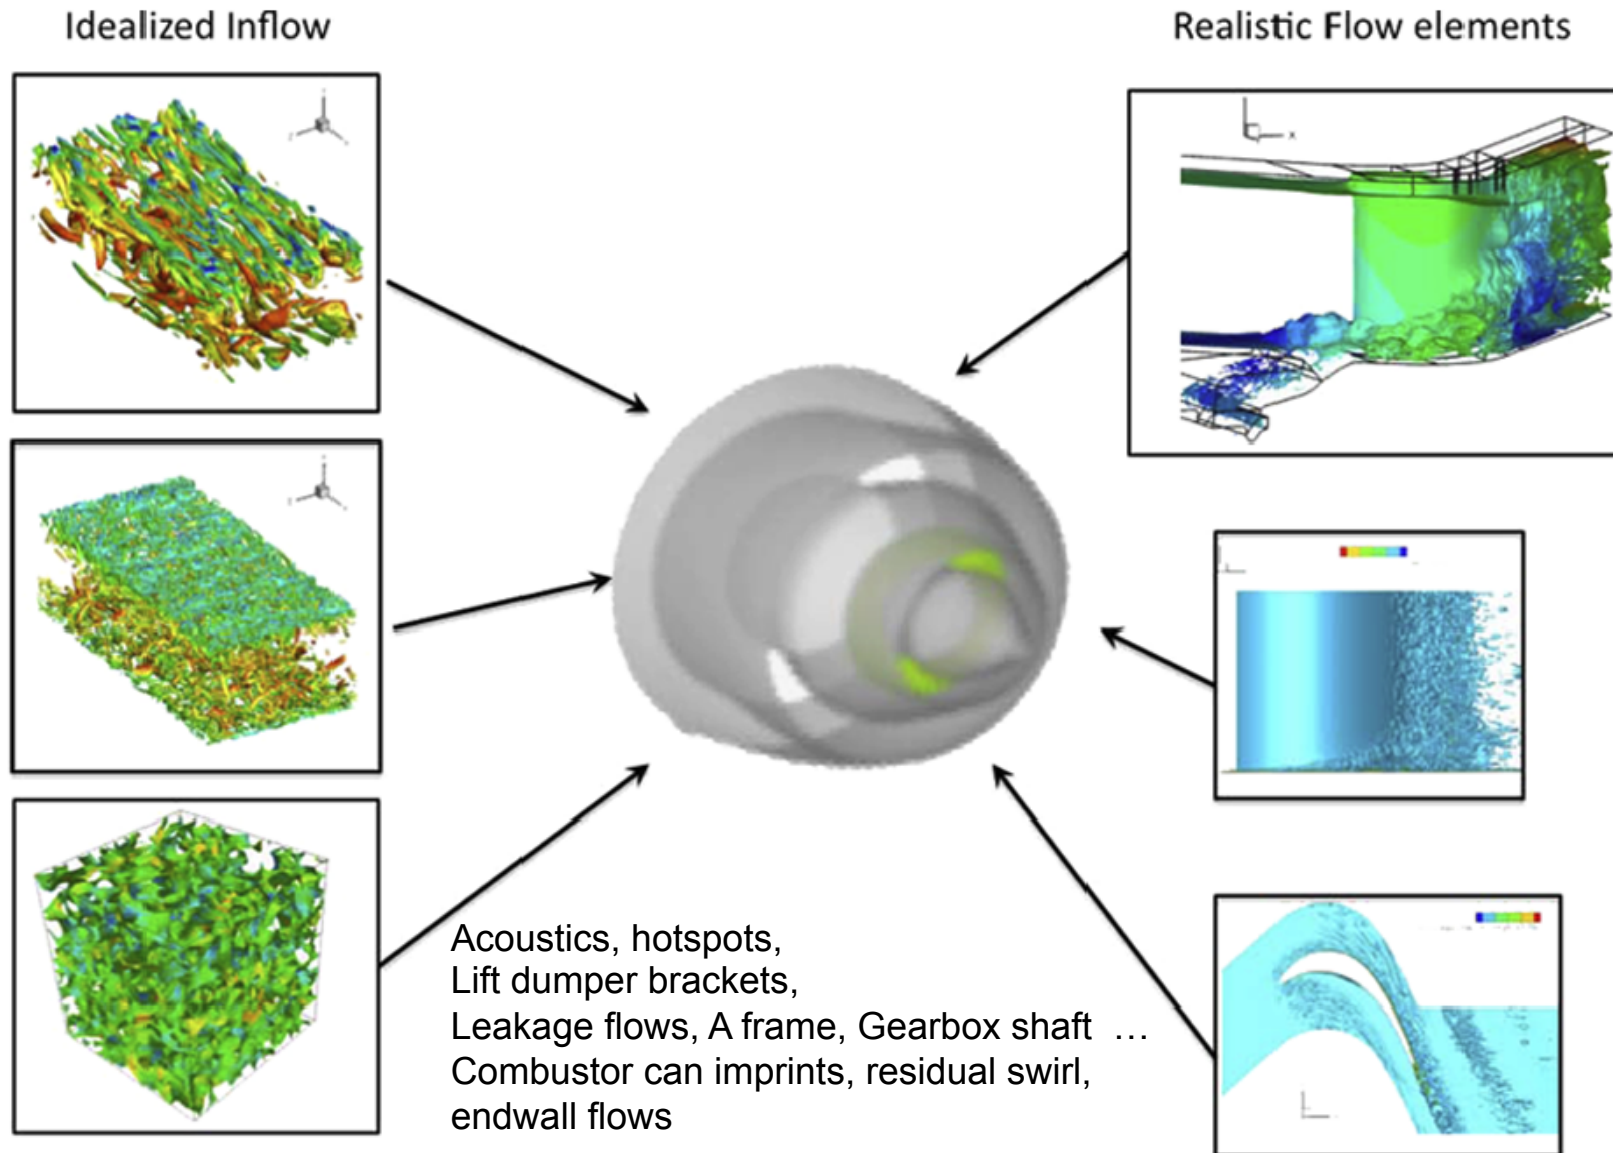 Idealized Inflow
Realistic Flow elements
Acoustics, hotspots,
Lift dumper brackets,
Leakage flows, A frame, Gearbox shaft ...
Combustor can imprints, residual swirl,
endwall flows